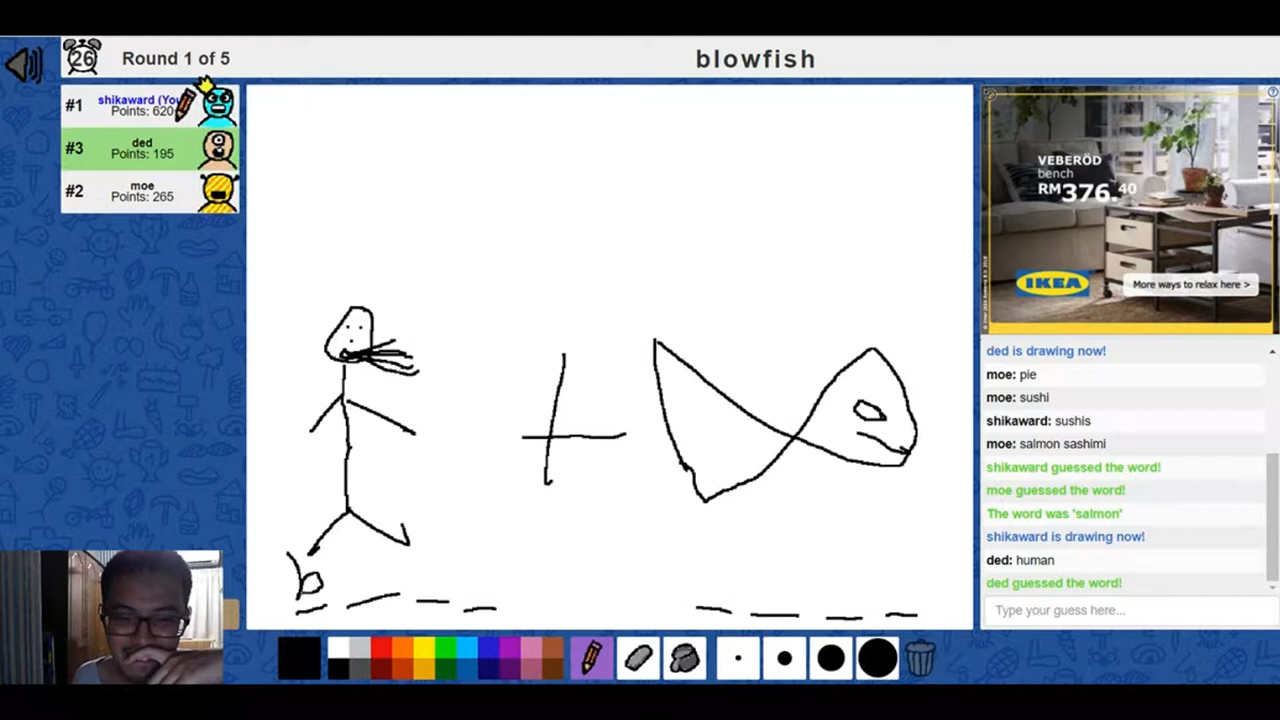 26
Round 1 of 5
blowfish
#1
shikaward (You
Points: 620
#3
ded
Points: 195
#2
moe
Points: 265
VEBERÖD
bench
RM376.40
IKEA
More ways to relax here >
ded is drawing now!
moe: pie
moe: sushi
shikaward: sushis
moe: salmon sashimi
shikaward guessed the word!
moe guessed the word!
The word was 'salmon'
shikaward is drawing now!
ded: human
ded guessed the word!
Type your guess here...
+
b